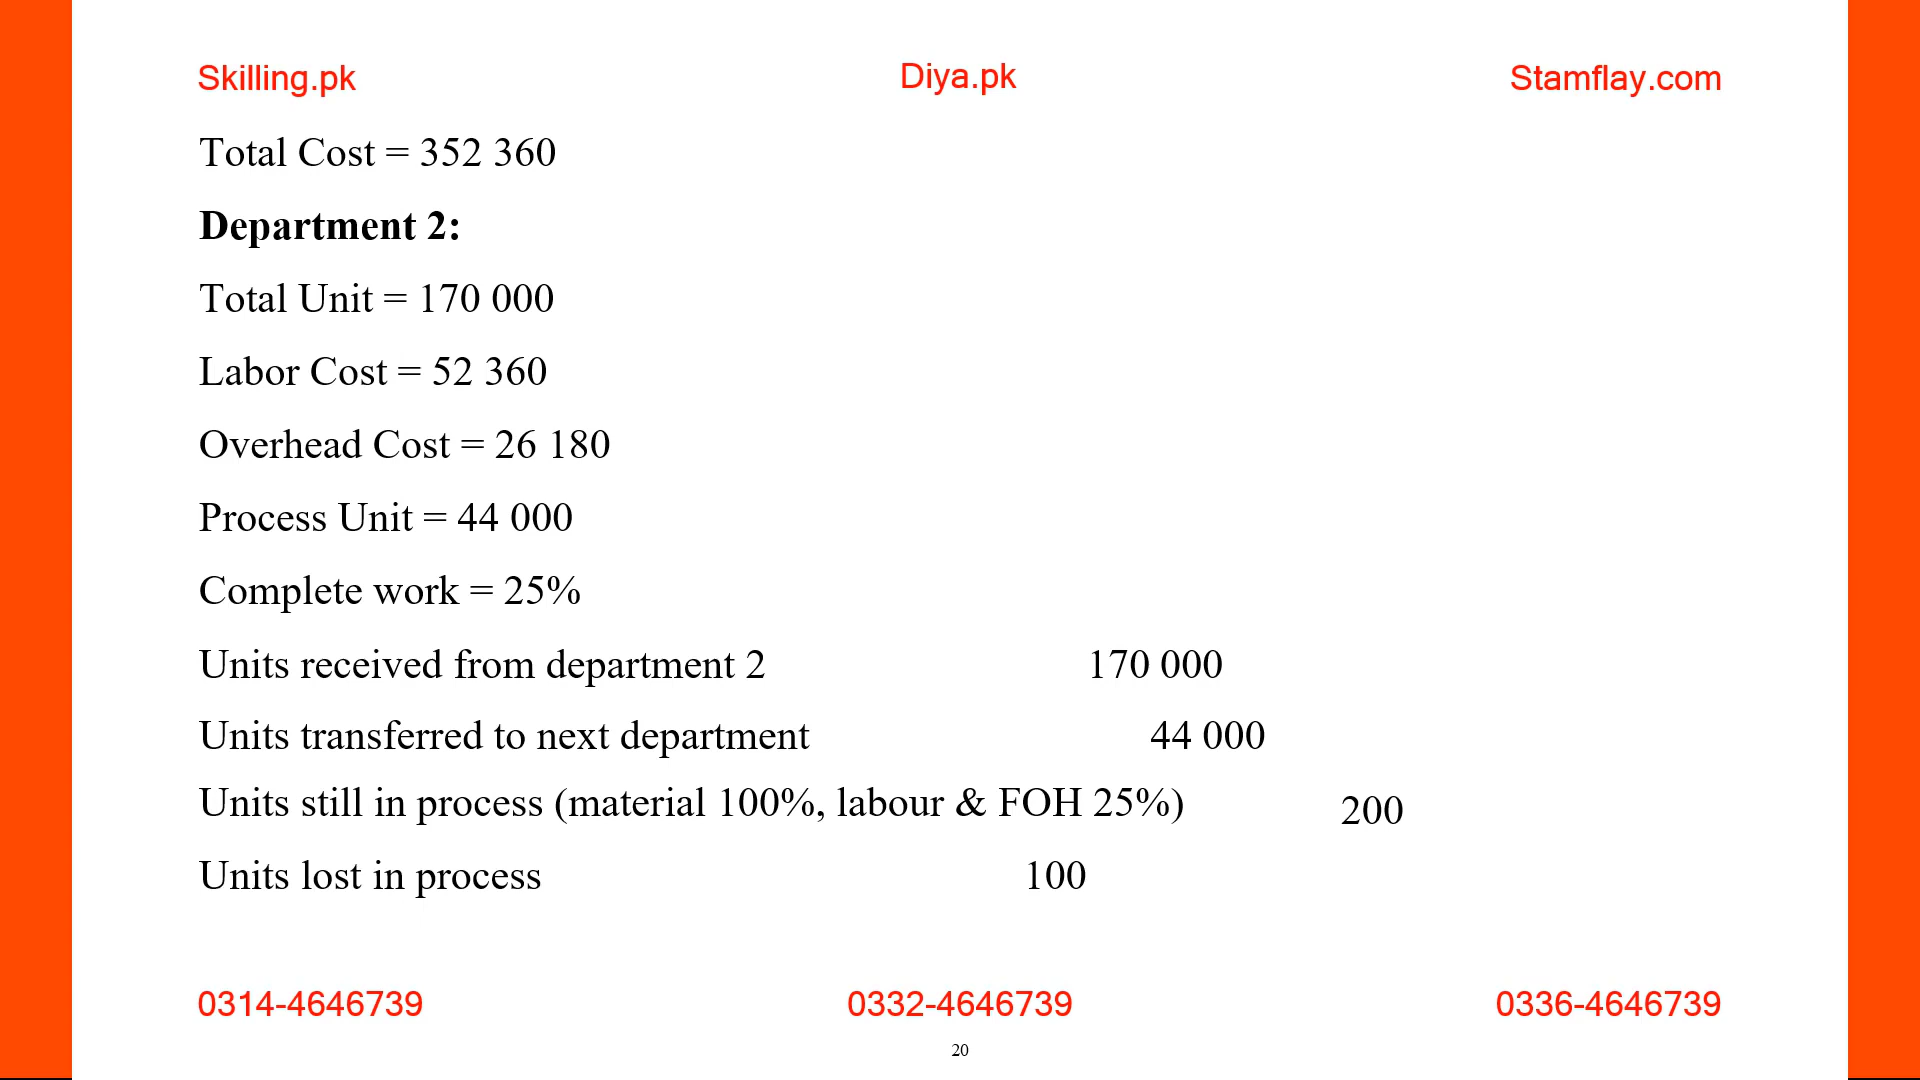 Skilling.pk Diya.pk Stamflay.com
Total Cost = 352 360
Department 2:
Total Unit = 170 000
Labor Cost = 52 360
Overhead Cost = 26 180
Process Unit = 44 000
Complete work = 25%
Units received from department 2 170 000
Units transferred to next department 44 000
Units still in process (material 100%, labour & FOH 25%) 200
Units lost in process 100
0314-4646739 0332-4646739 0336-4646739
20